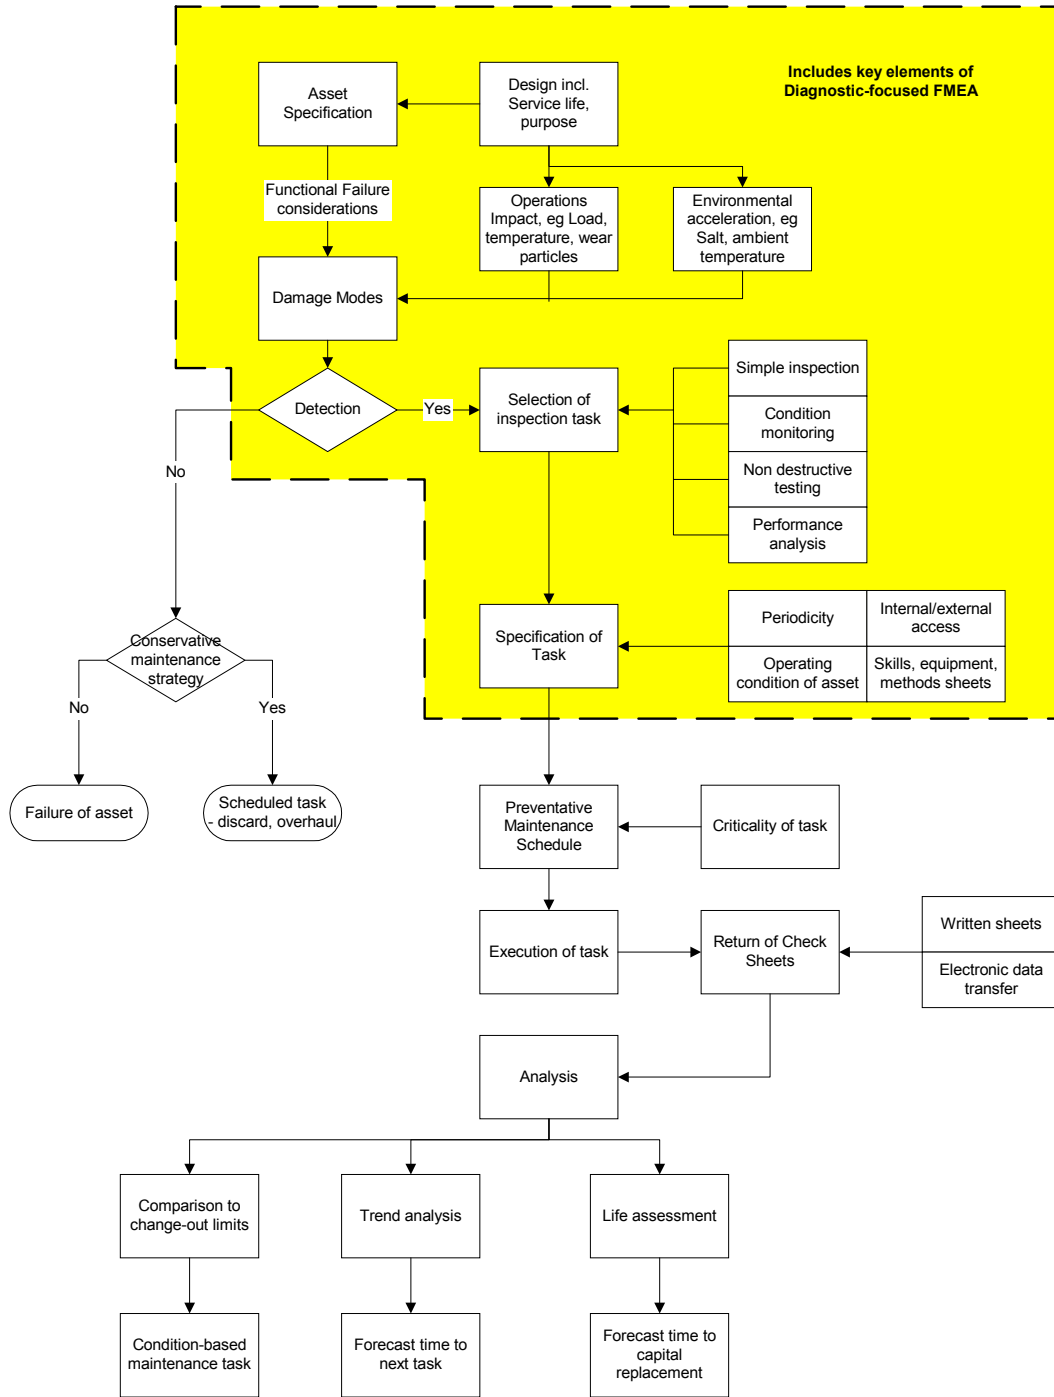 Includes key elements of
Diagnostic-focused FMEA
Asset
Specification
Design incl.
Service life,
purpose
Functional Failure
considerations
Operations
Impact, eg Load,
temperature, wear
particles
Environmental
acceleration, eg
Salt, ambient
temperature
Damage Modes
Detection
Yes
Selection of
inspection task
Simple inspection
Condition
monitoring
Non destructive
testing
Performance
analysis
No
Specification of
Task
Periodicity
Internal/external
access
Operating
condition of asset
Skills, equipment,
methods sheets
Conservative
maintenance
strategy
No
Yes
Failure of asset
Scheduled task
- discard, overhaul
Preventative
Maintenance
Schedule
Criticality of task
Execution of task
Return of Check
Sheets
Written sheets
Electronic data
transfer
Analysis
Comparison to
change-out limits
Trend analysis
Life assessment
Condition-based
maintenance task
Forecast time to
next task
Forecast time to
capital
replacement